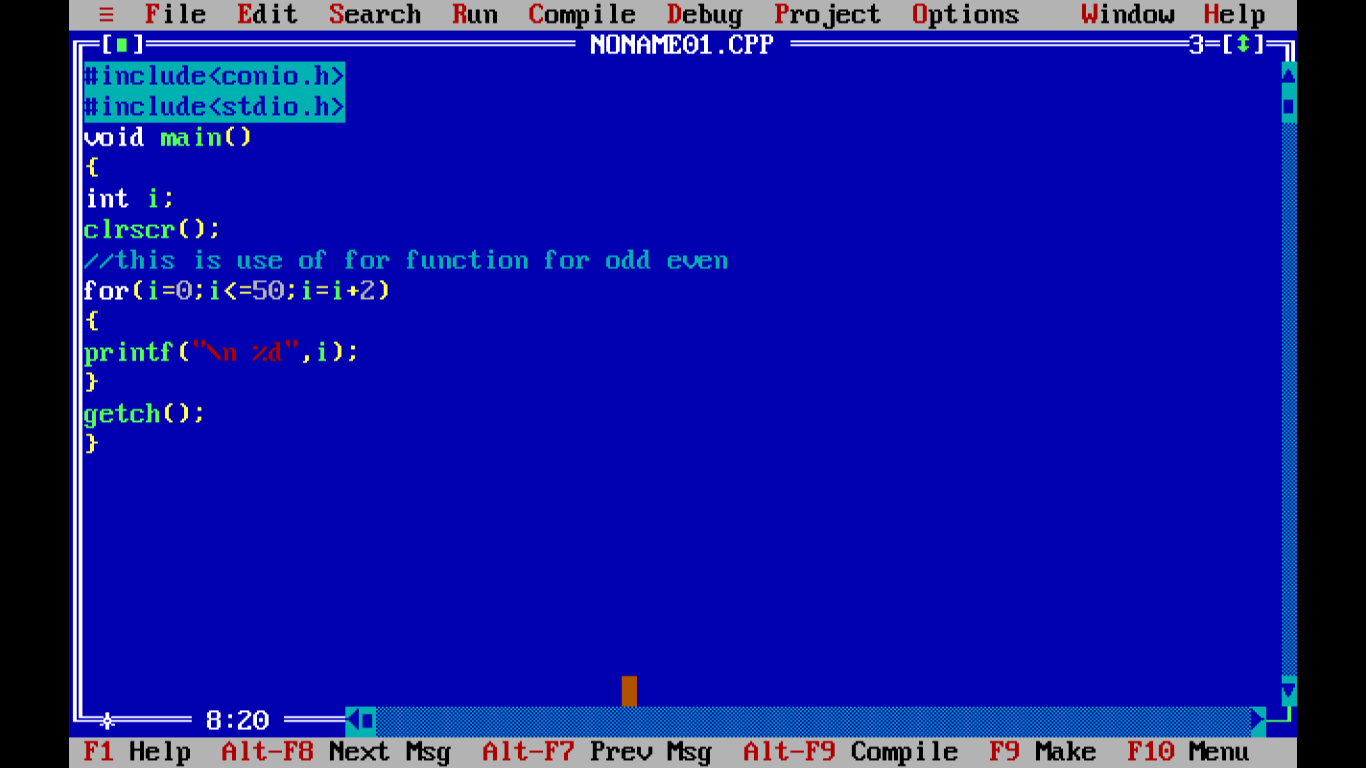 ≡ File Edit Search Run Compile Debug Project Options Window Help
[■] NONAME01.CPP 3=[↕]
#include<conio.h>
#include<stdio.h>
void main()
{
int i;
clrscr();
//this is use of for function for odd even
for(i=0;i<=50;i=i+2)
{
printf("\n %d",i);
}
getch();
}
8:20
F1 Help Alt-F8 Next Msg Alt-F7 Prev Msg Alt-F9 Compile F9 Make F10 Menu